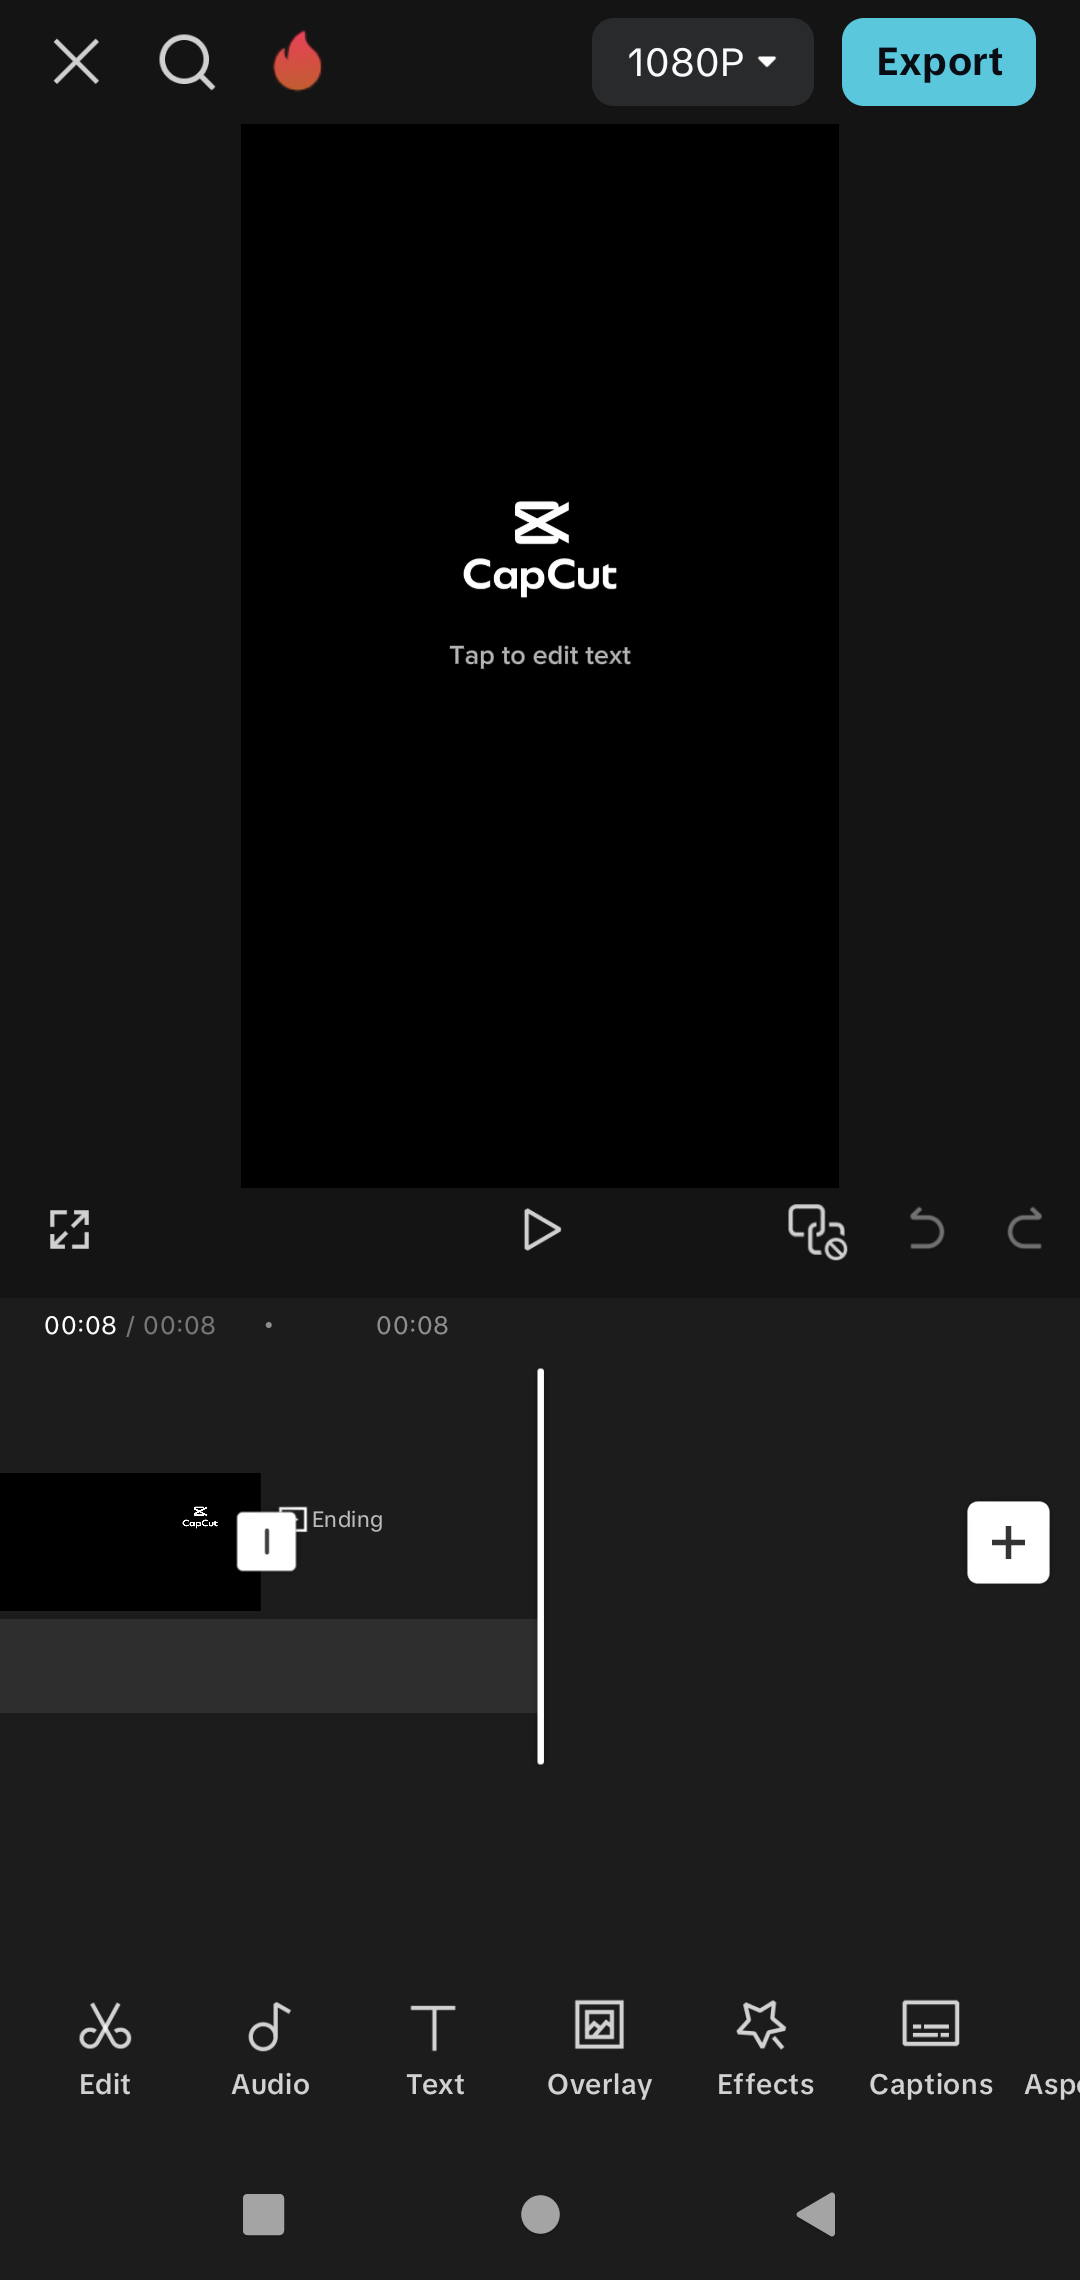 1080P
Export
CapCut
Tap to edit text
00:08 / 00:08
00:08
CapCut
Ending
Edit
Audio
Text
Overlay
Effects
Captions